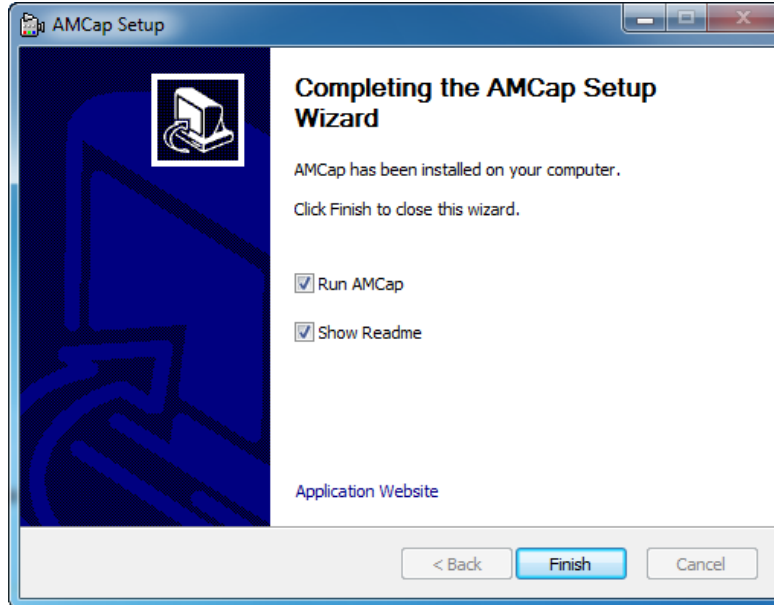 AMCap Setup
Completing the AMCap Setup
Wizard
AMCap has been installed on your computer.
Click Finish to close this wizard.
Run AMCap
Show Readme
Application Website
< Back Finish Cancel